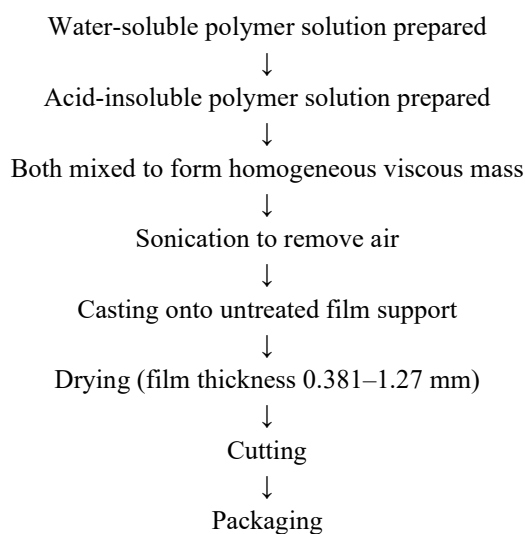 Water-soluble polymer solution prepared
↓
Acid-insoluble polymer solution prepared
↓
Both mixed to form homogeneous viscous mass
↓
Sonication to remove air
↓
Casting onto untreated film support
↓
Drying (film thickness 0.381–1.27 mm)
↓
Cutting
↓
Packaging